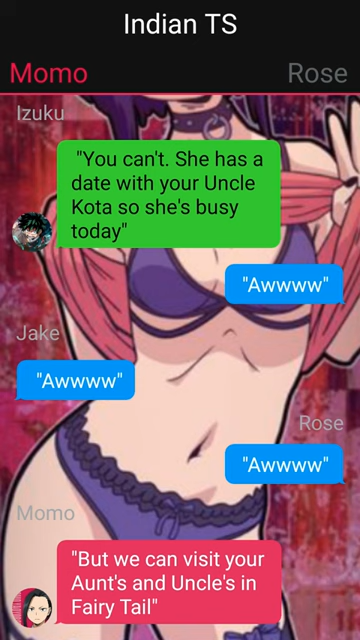 Indian TS
Momo Rose
Izuku
"You can't. She has a
date with your Uncle
Kota so she's busy
today"
"Awwww"
Jake
"Awwww"
Rose
"Awwww"
Momo
"But we can visit your
Aunt's and Uncle's in
Fairy Tail"